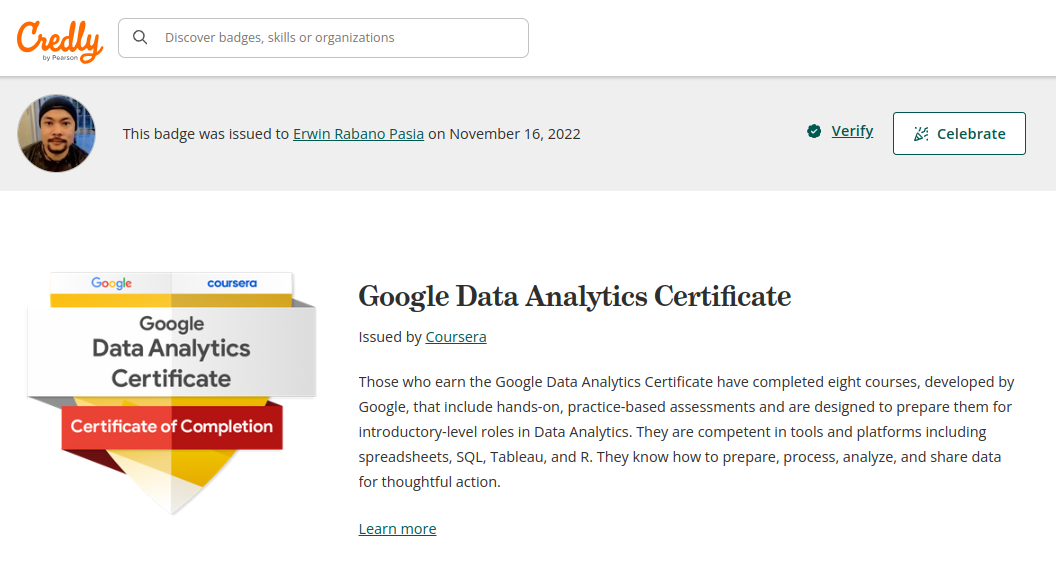 Credly
by Pearson
Discover badges, skills or organizations
This badge was issued to Erwin Rabano Pasia on November 16, 2022
Verify
Celebrate
Google
coursera
Google
Data Analytics
Certificate
Certificate of Completion
Google Data Analytics Certificate
Issued by Coursera
Those who earn the Google Data Analytics Certificate have completed eight courses, developed by
Google, that include hands-on, practice-based assessments and are designed to prepare them for
introductory-level roles in Data Analytics. They are competent in tools and platforms including
spreadsheets, SQL, Tableau, and R. They know how to prepare, process, analyze, and share data
for thoughtful action.
Learn more